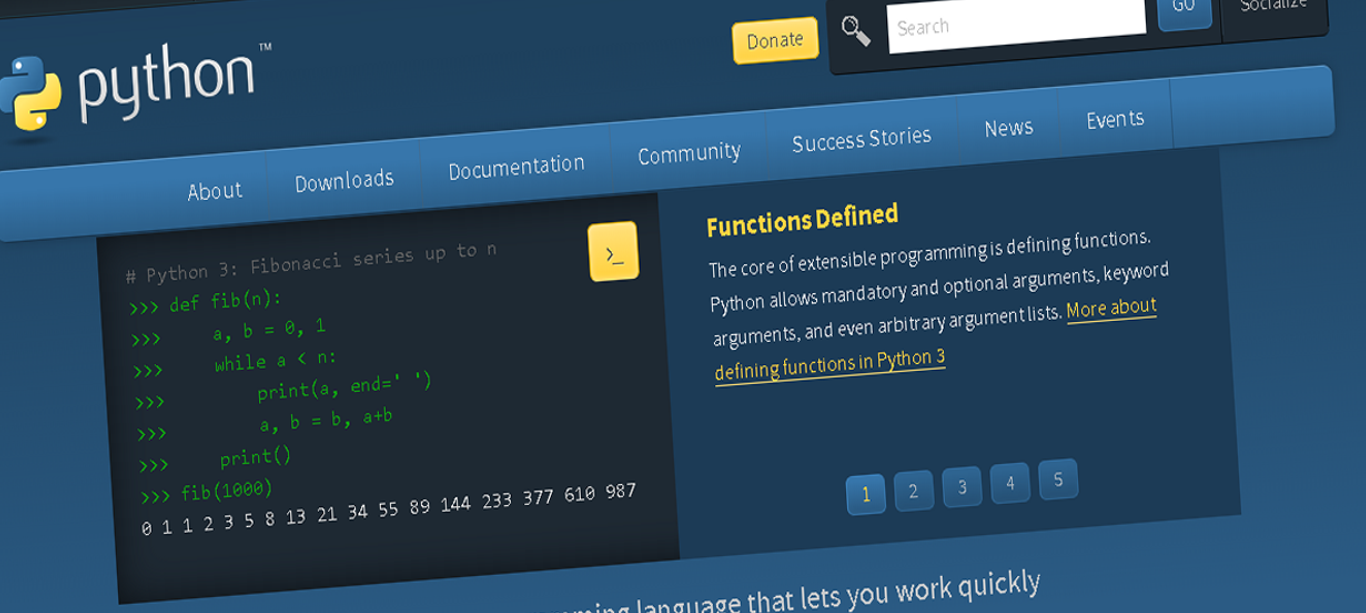 python™
Donate
Search
GO
Socialize
About Downloads Documentation Community Success Stories News Events
# Python 3: Fibonacci series up to n
>>> def fib(n):
>>>     a, b = 0, 1
>>>     while a < n:
>>>         print(a, end=' ')
>>>         a, b = b, a+b
>>>     print()
>>> fib(1000)
0 1 1 2 3 5 8 13 21 34 55 89 144 233 377 610 987
>_
Functions Defined
The core of extensible programming is defining functions.
Python allows mandatory and optional arguments, keyword
arguments, and even arbitrary argument lists. More about
defining functions in Python 3
1 2 3 4 5
language that lets you work quickly